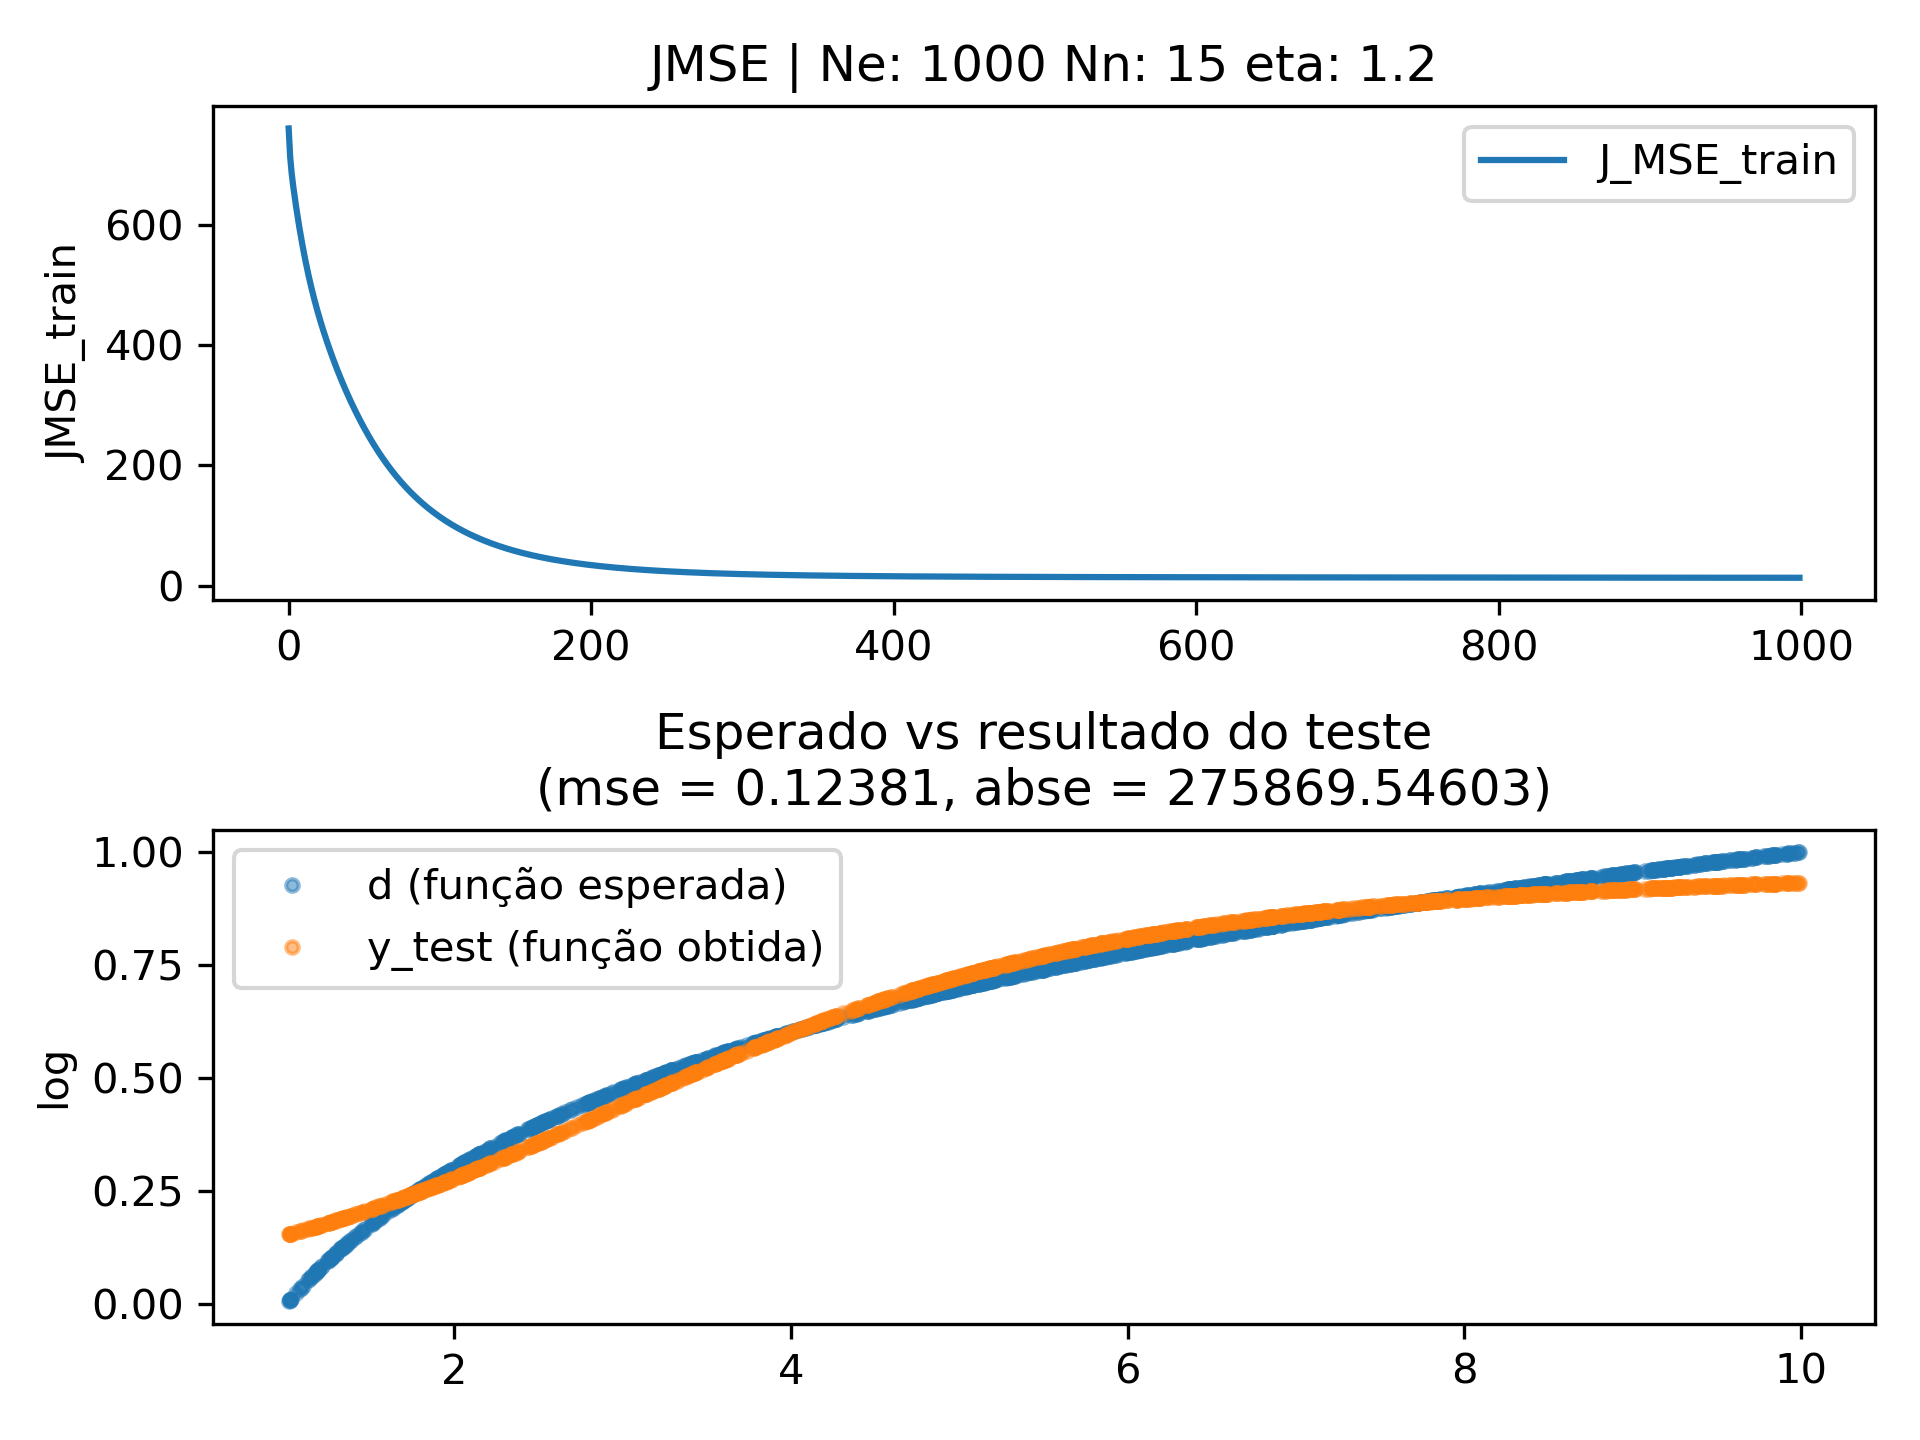 JMSE | Ne: 1000 Nn: 15 eta: 1.2
J_MSE_train
JMSE_train
600
400
200
0
0 200 400 600 800 1000
Esperado vs resultado do teste
(mse = 0.12381, abse = 275869.54603)
d (função esperada)
y_test (função obtida)
log
1.00
0.75
0.50
0.25
0.00
2 4 6 8 10